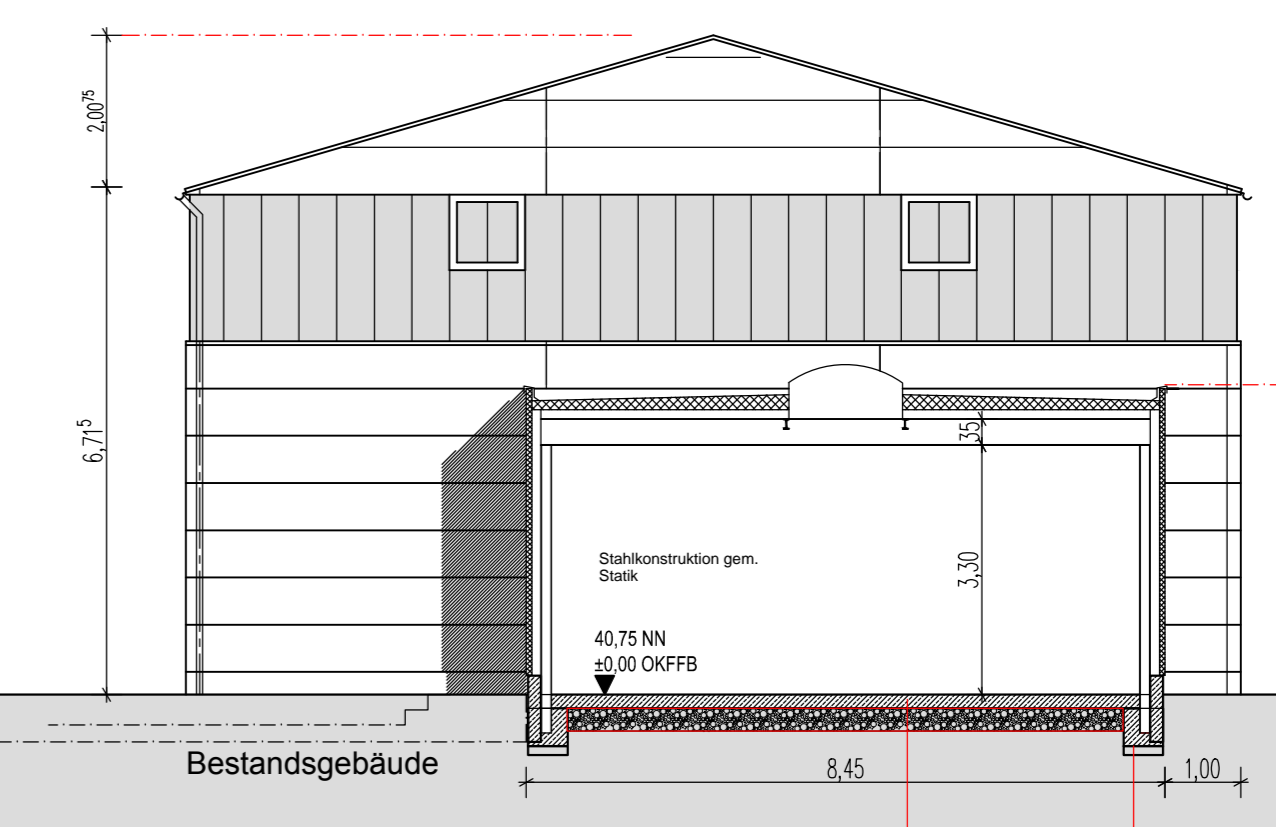 2,00⁷⁵
6,71⁵
35
3,30
Stahlkonstruktion gem.
Statik
40,75 NN
±0,00 OKFFB
Bestandsgebäude
8,45
1,00